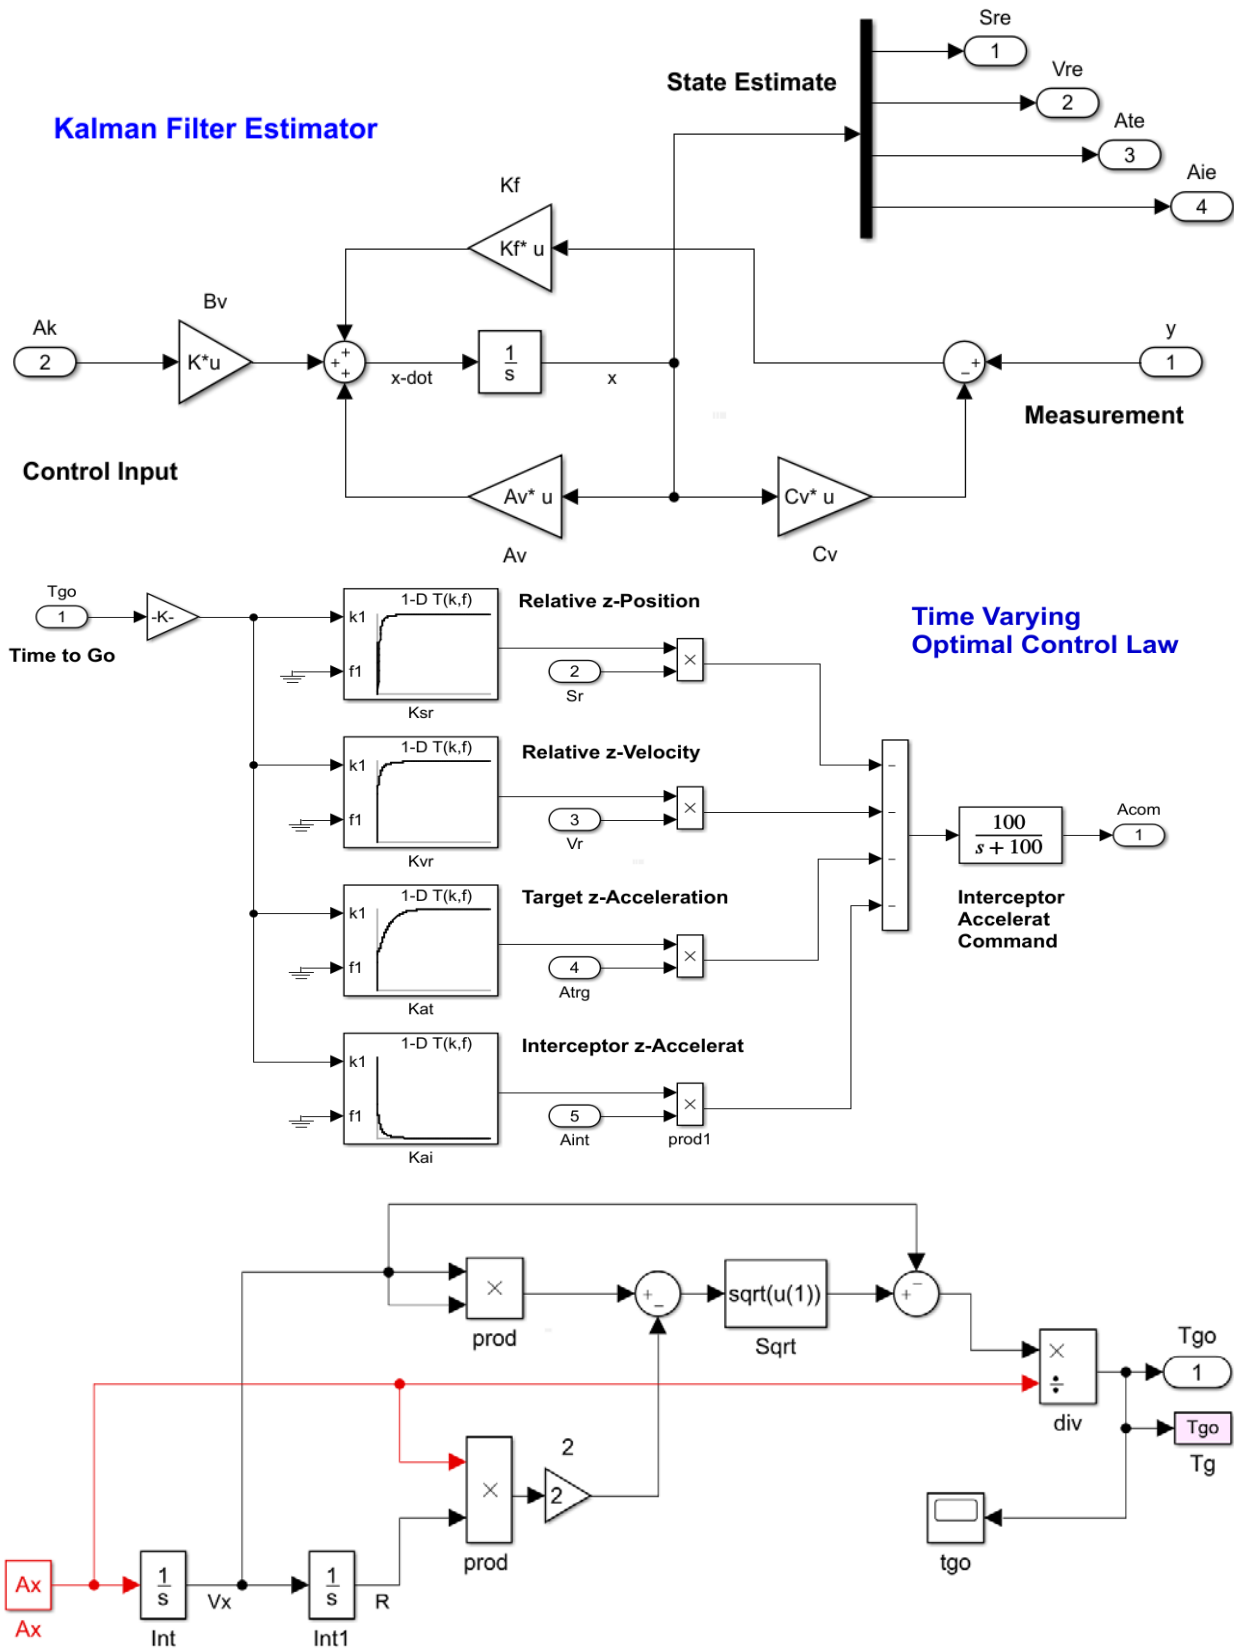 Sre
1
State Estimate
Vre
2
Kalman Filter Estimator
Ate
3
Aie
4
Kf
Kf* u
Bv
Ak
2
K*u
+
+
+
x-dot
1
s
x
+
−
y
1
Measurement
Control Input
Av* u
Cv* u
Av
Cv
Tgo
1
-K-
Time to Go
k1
1-D T(k,f)
f1
Ksr
Relative z-Position
2
Sr
×
Time Varying
Optimal Control Law
k1
1-D T(k,f)
f1
Kvr
Relative z-Velocity
3
Vr
×
k1
1-D T(k,f)
f1
Kat
Target z-Acceleration
4
Atrg
×
k1
1-D T(k,f)
f1
Kai
Interceptor z-Accelerat
5
Aint
×
prod1
−
−
−
−
100
s + 100
Acom
1
Interceptor
Accelerat
Command
×
prod
+
−
sqrt(u(1))
Sqrt
+
−
×
÷
div
Tgo
1
Tgo
Tg
tgo
×
prod
2
2
Ax
Ax
1
s
Int
Vx
1
s
Int1
R